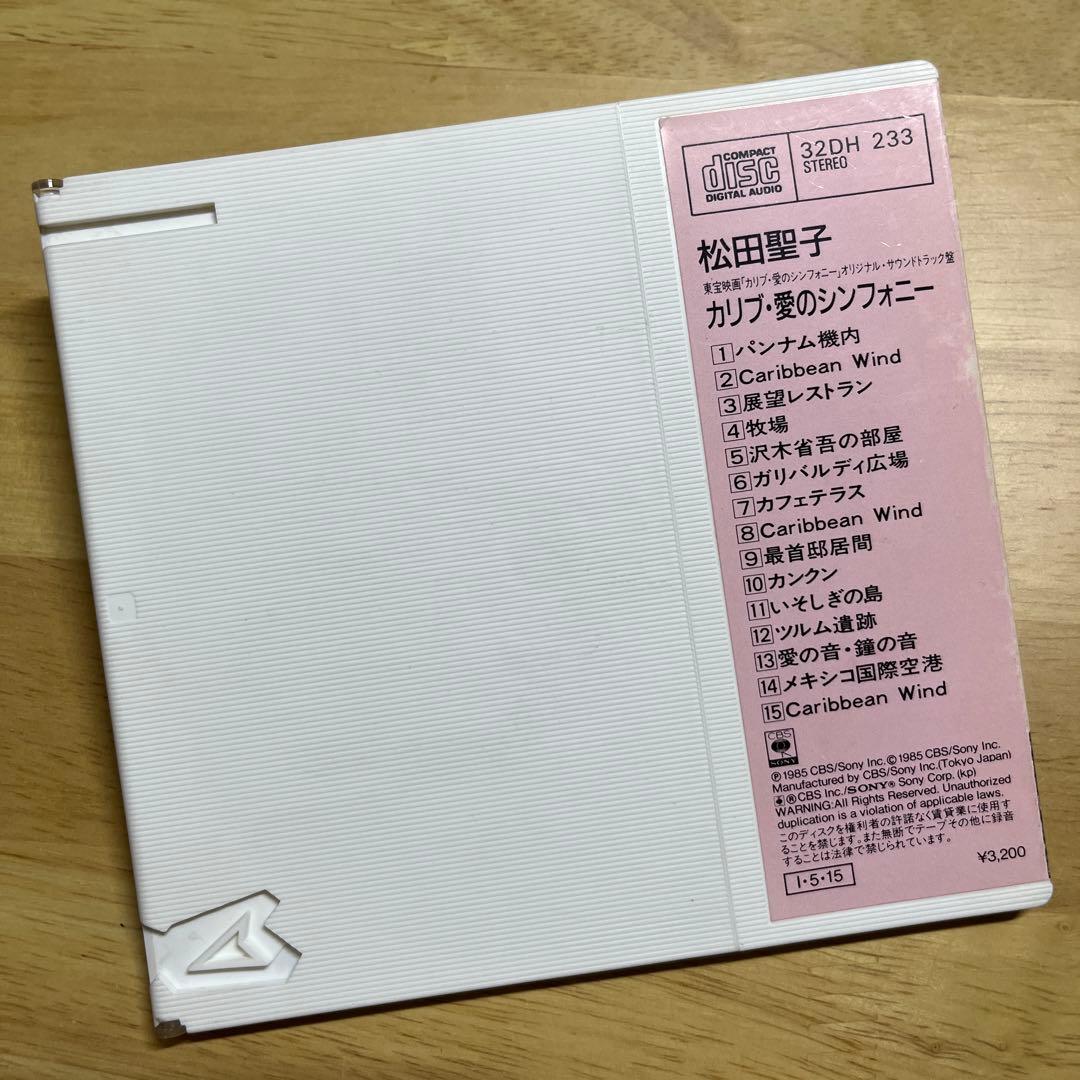 COMPACT
disc
DIGITAL AUDIO
32DH 233
STEREO
松田聖子
東宝映画「カリブ・愛のシンフォニー」オリジナル・サウンドトラック盤
カリブ・愛のシンフォニー
1 パンナム機内
2 Caribbean Wind
3 展望レストラン
4 牧場
5 沢木省吾の部屋
6 ガリバルディ広場
7 カフェテラス
8 Caribbean Wind
9 最首邸居間
10 カンクン
11 いそしぎの島
12 ツルム遺跡
13 愛の音・鐘の音
14 メキシコ国際空港
15 Caribbean Wind
CBS
SONY
Ⓟ1985 CBS/Sony Inc.©1985 CBS/Sony Inc.
Manufactured by CBS/Sony Inc.(Tokyo Japan)
®CBS Inc./SONY® Sony Corp. (kp)
WARNING:All Rights Reserved. Unauthorized
duplication is a violation of applicable laws.
このディスクを権利者の許諾なく賃貸業に使用す
ることを禁じます。また無断でテープその他に録音
することは法律で禁じられています。
¥3,200
I・5・15